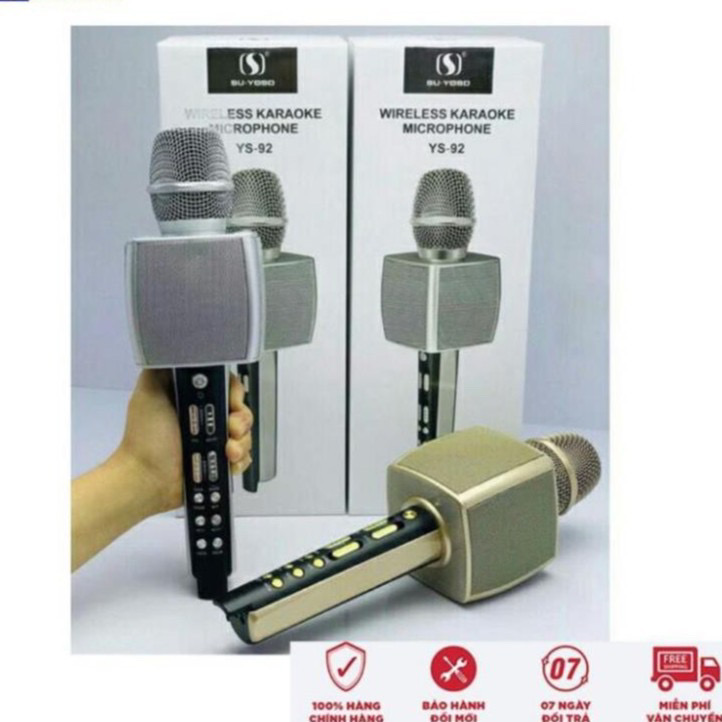 SU-YOSD
WIRELESS KARAOKE
MICROPHONE
YS-92
SU-YOSD
WIRELESS KARAOKE
MICROPHONE
YS-92
100% HÀNG
CHÍNH HÃNG
BẢO HÀNH
ĐỔI MỚI
07
07 NGÀY
ĐỔI TRẢ
FREE
SHIPPING
MIỄN PHÍ
VẬN CHUYỂN